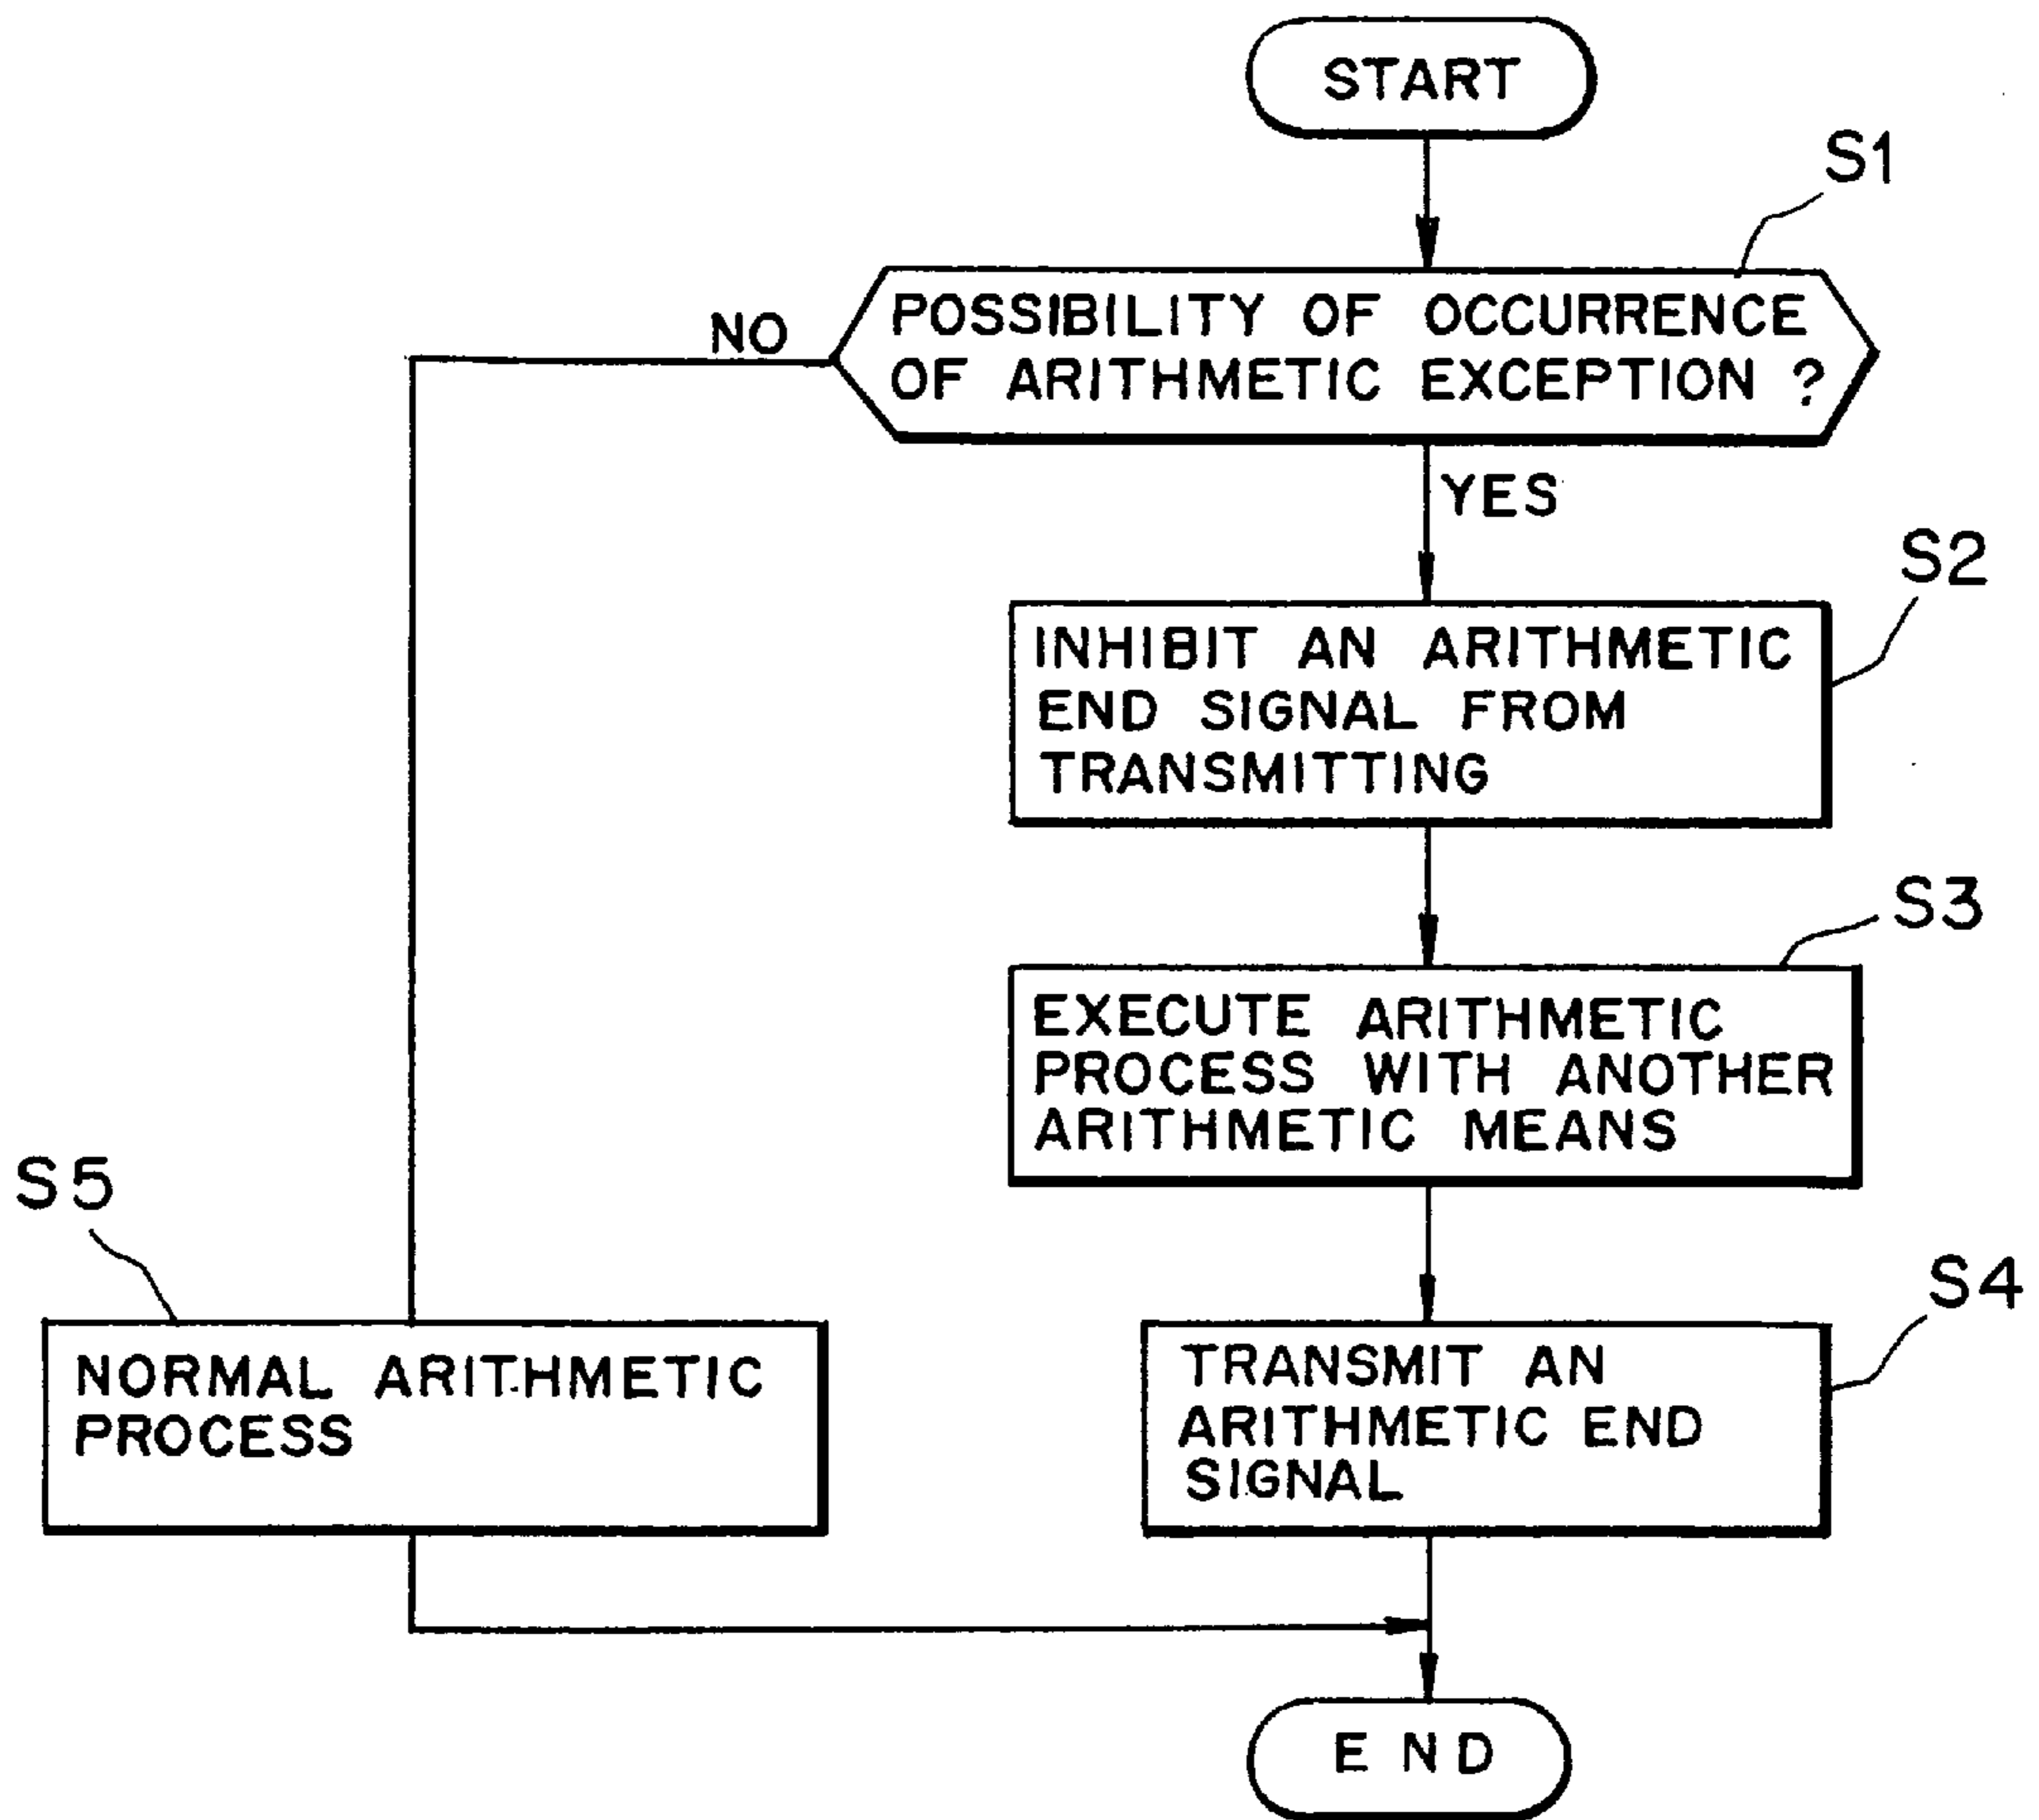 START
S1
POSSIBILITY OF OCCURRENCE
OF ARITHMETIC EXCEPTION ?
NO
YES
S2
INHIBIT AN ARITHMETIC
END SIGNAL FROM
TRANSMITTING
S3
EXECUTE ARITHMETIC
PROCESS WITH ANOTHER
ARITHMETIC MEANS
S5
NORMAL ARITHMETIC
PROCESS
S4
TRANSMIT AN
ARITHMETIC END
SIGNAL
END